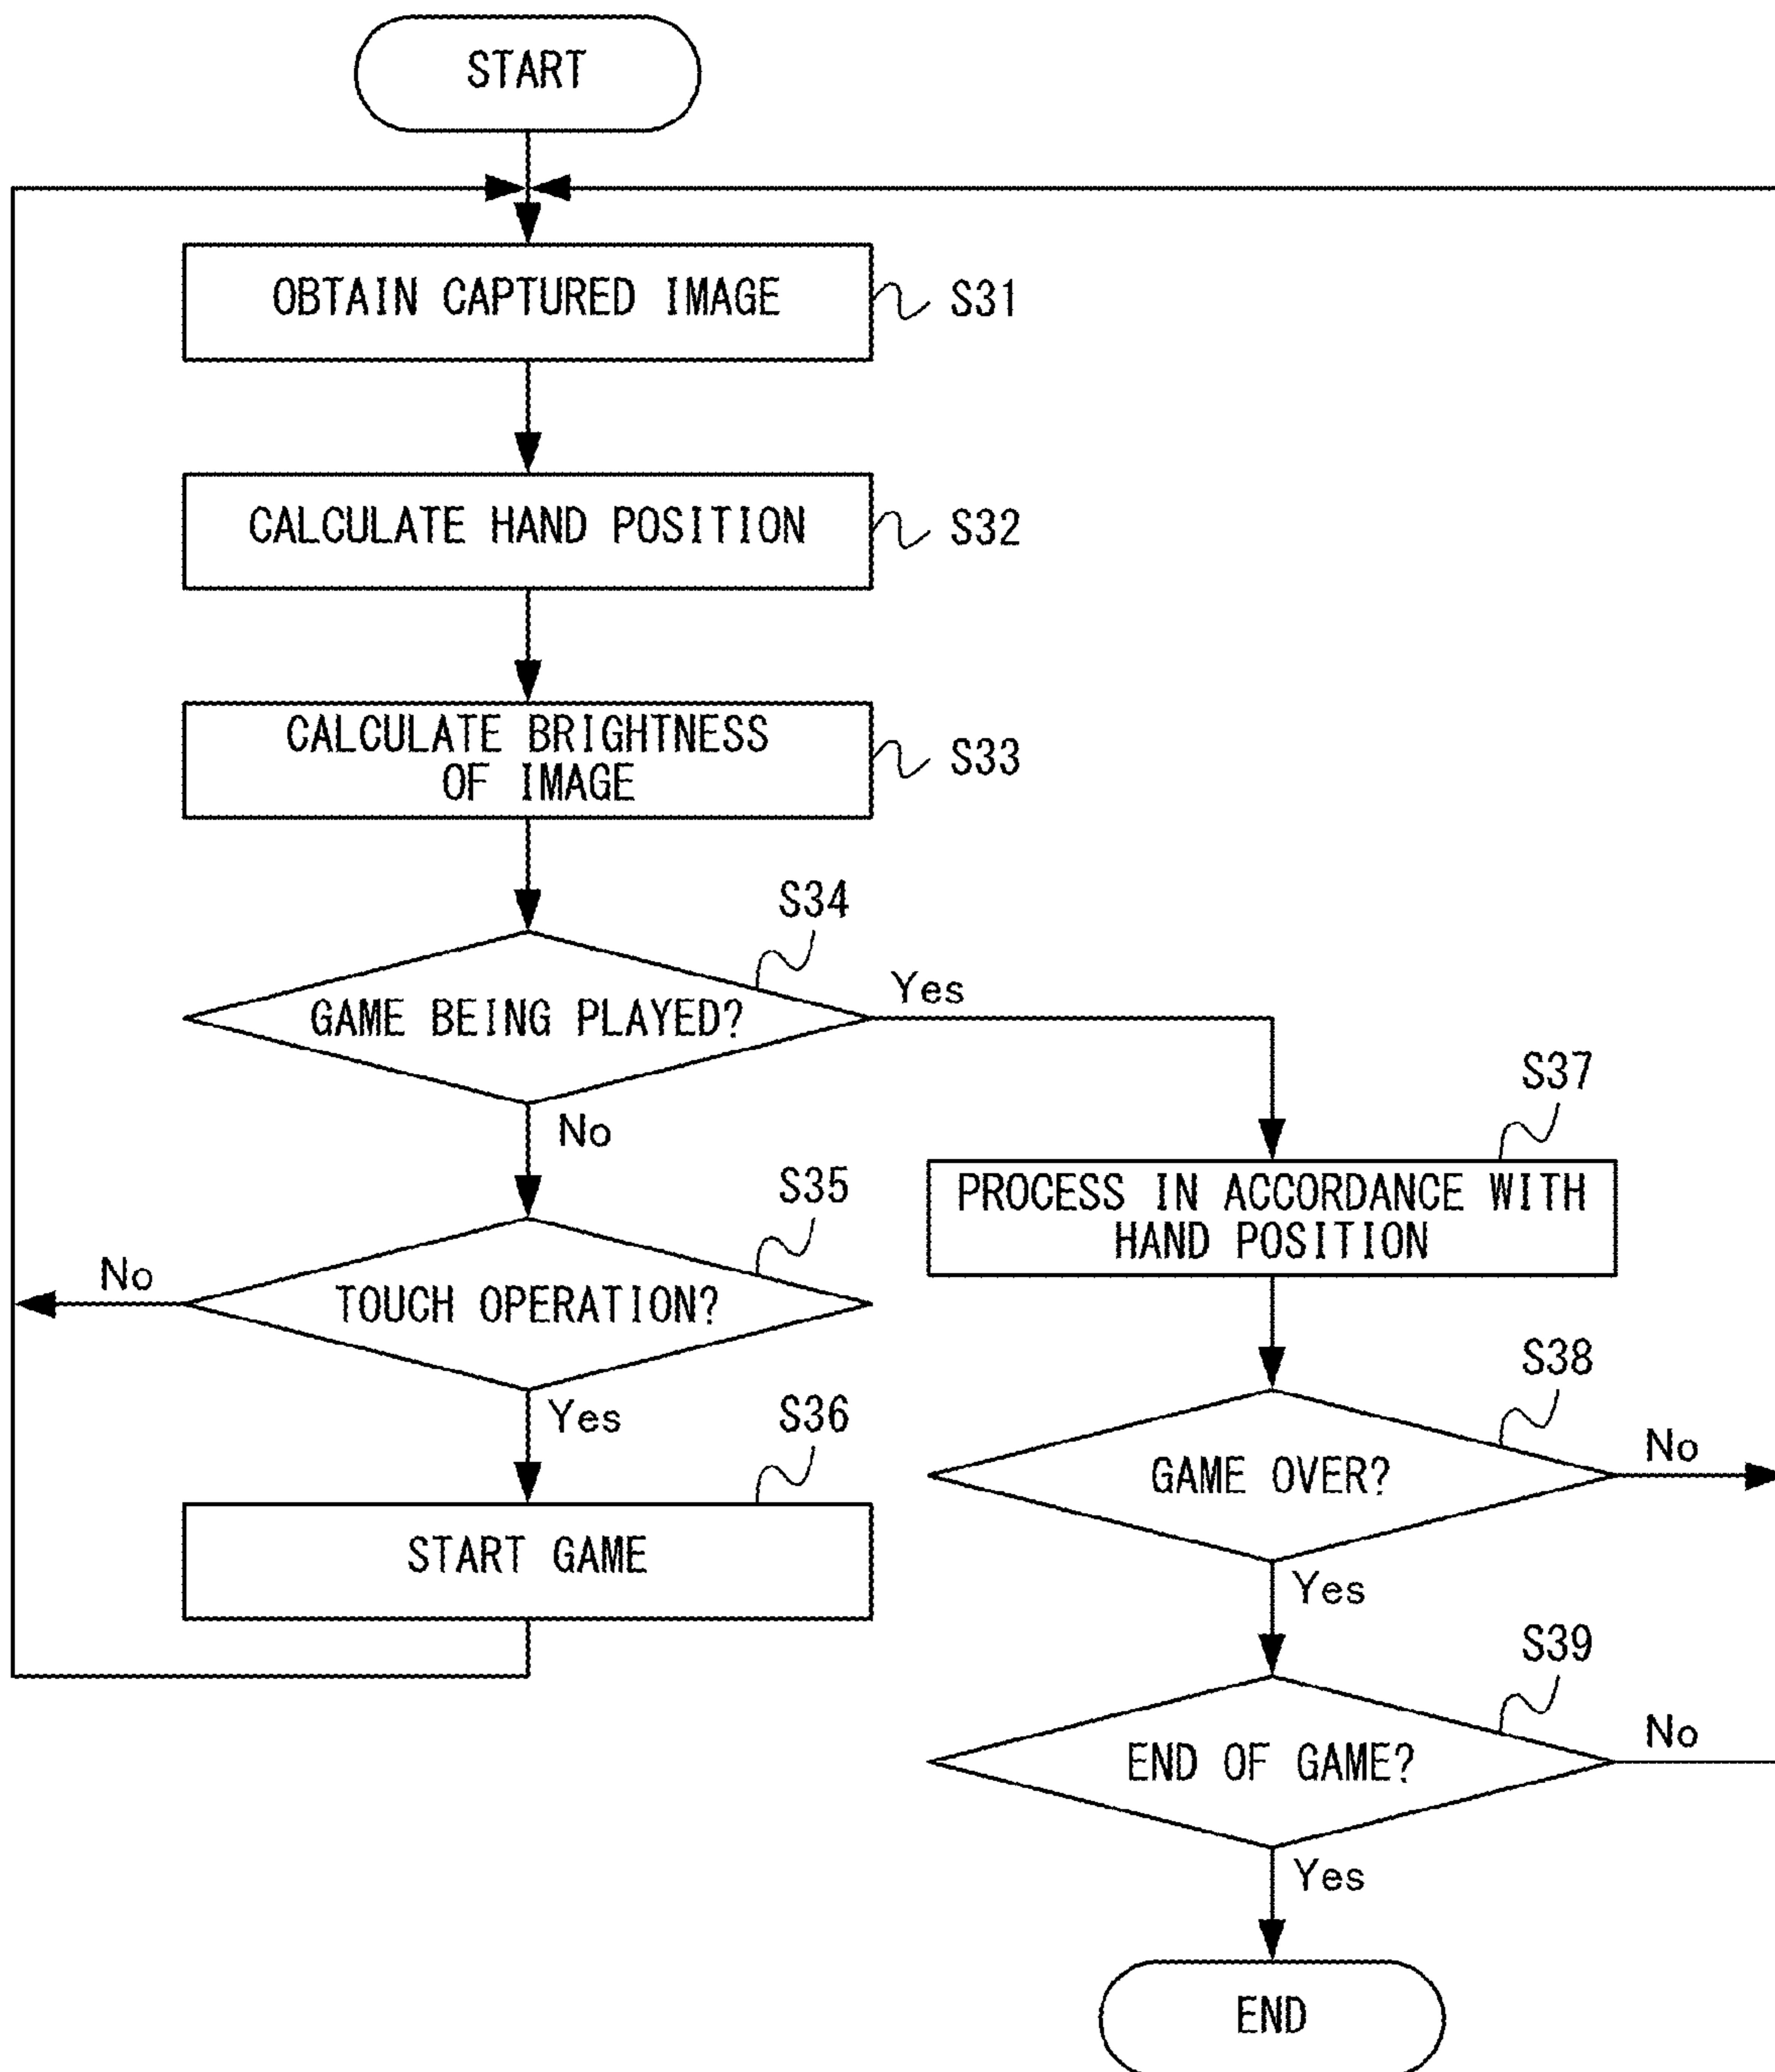 START
OBTAIN CAPTURED IMAGE
S31
CALCULATE HAND POSITION
S32
CALCULATE BRIGHTNESS
OF IMAGE
S33
S34
GAME BEING PLAYED?
Yes
No
S35
TOUCH OPERATION?
No
Yes
S36
START GAME
S37
PROCESS IN ACCORDANCE WITH
HAND POSITION
S38
GAME OVER?
No
Yes
S39
END OF GAME?
No
Yes
END